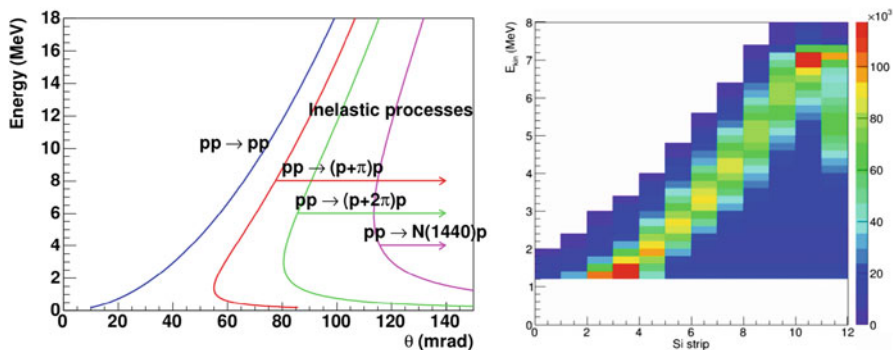 Energy (MeV)
18
16
14
12
10
8
6
4
2
0
Inelastic processes
pp → pp
pp → (p+π)p
pp → (p+2π)p
pp → N(1440)p
0 20 40 60 80 100 120 140
θ (mrad)
E_kin (MeV)
8
7
6
5
4
3
2
1
0
0 2 4 6 8 10 12
Si strip
×10³
100
80
60
40
20
0